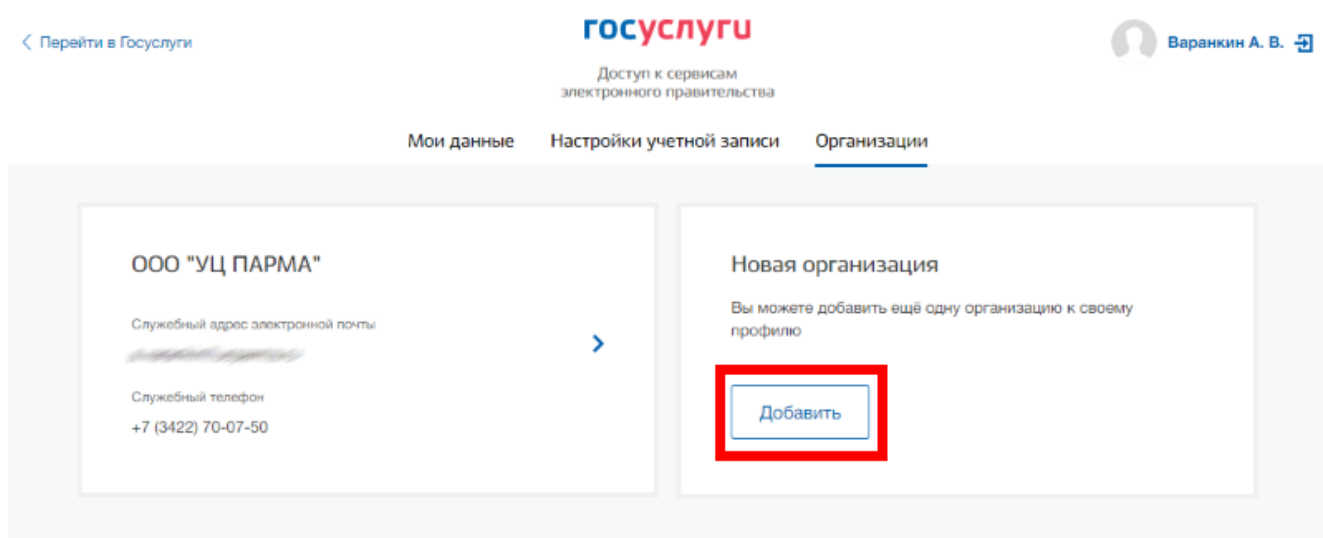 Перейти в Госуслуги
госуслуги
Варанкин А. В.
Доступ к сервисам
электронного правительства
Мои данные
Настройки учетной записи
Организации
ООО "УЦ ПАРМА"
Служебный адрес электронной почты
Служебный телефон
+7 (3422) 70-07-50
Новая организация
Вы можете добавить ещё одну организацию к своему
профилю
Добавить